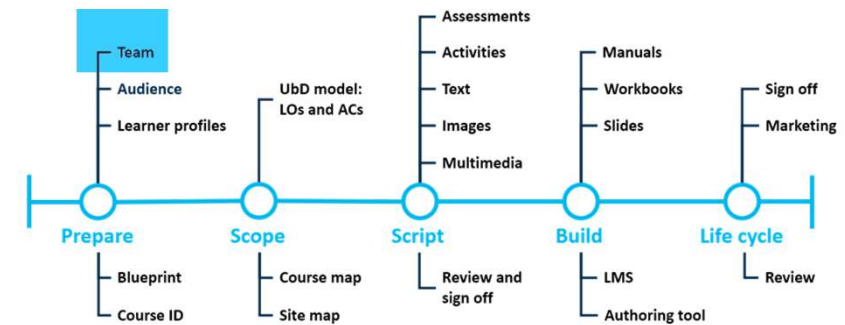 Team
Audience
Learner profiles
UbD model:
LOs and ACs
Assessments
Activities
Text
Images
Multimedia
Manuals
Workbooks
Slides
Sign off
Marketing
Prepare
Scope
Script
Build
Life cycle
Blueprint
Course ID
Course map
Site map
Review and
sign off
LMS
Authoring tool
Review